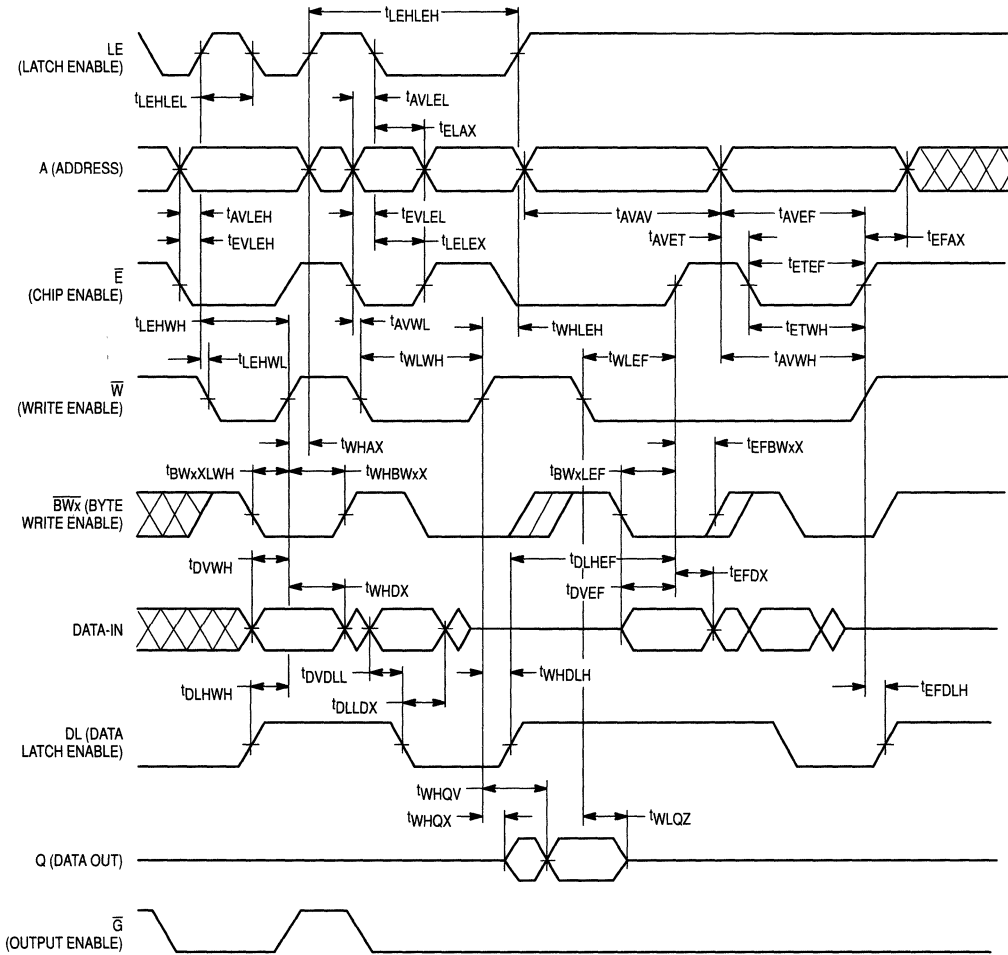 tLEHLEH
LE
(LATCH ENABLE)
tLEHLEL
tAVLEL
tELAX
A (ADDRESS)
tAVLEH
tEVLEL
tAVAV
tAVEF
tEVLEH
tLELEX
tAVET
tEFAX
E
(CHIP ENABLE)
tETEF
tLEHWH
tAVWL
tWHLEH
tETWH
tLEHWL
tWLWH
tWLEF
tAVWH
W
(WRITE ENABLE)
tWHAX
tEFBWxX
tBWxXLWH
tWHBWxX
tBWxLEF
BWx (BYTE
WRITE ENABLE)
tDVWH
tDLHEF
tWHDX
tDVEF
tEFDX
DATA-IN
tDLHWH
tDVDLL
tWHDLH
tEFDLH
tDLLDX
DL (DATA
LATCH ENABLE)
tWHQV
tWHQX
tWLQZ
Q (DATA OUT)
G
(OUTPUT ENABLE)